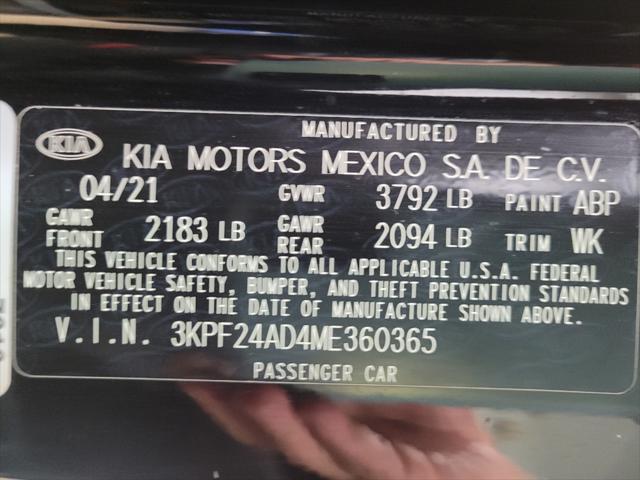 MANUFACTURED BY
KIA KIA MOTORS MEXICO S.A. DE C.V.
04/21 GVWR 3792 LB PAINT ABP
GAWR FRONT 2183 LB GAWR REAR 2094 LB TRIM WK
THIS VEHICLE CONFORMS TO ALL APPLICABLE U.S.A. FEDERAL
MOTOR VEHICLE SAFETY, BUMPER, AND THEFT PREVENTION STANDARDS
IN EFFECT ON THE DATE OF MANUFACTURE SHOWN ABOVE.
V.I.N. 3KPF24AD4ME360365
PASSENGER CAR